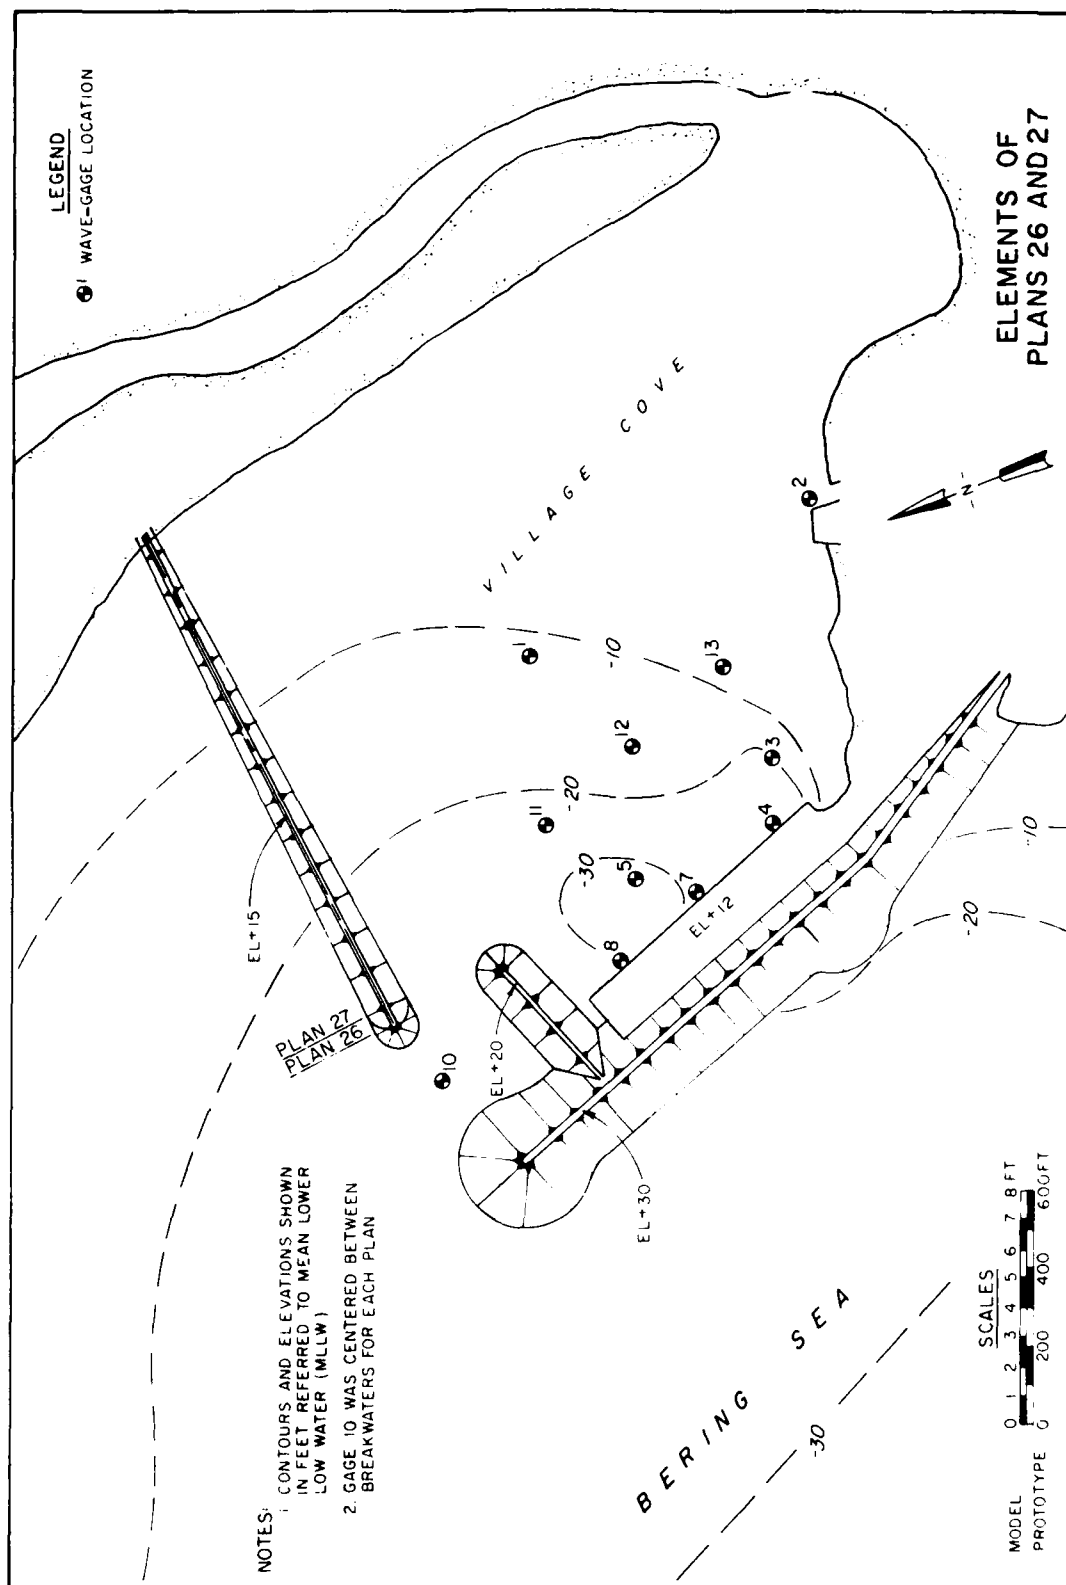 LEGEND
1 WAVE-GAGE LOCATION
EL+15
PLAN 27
PLAN 26
VILLAGE COVE
10
11
12
1
13
-10
-20
-30
8
5
7
4
3
2
EL+20
EL+12
EL+30
-10
-20
N
NOTES:
1 CONTOURS AND ELEVATIONS SHOWN
IN FEET REFERRED TO MEAN LOWER
LOW WATER (MLLW)
2. GAGE 10 WAS CENTERED BETWEEN
BREAKWATERS FOR EACH PLAN
BERING SEA
-30
SCALES
MODEL 0 1 2 3 4 5 6 7 8 FT
PROTOTYPE 0 200 400 600FT
ELEMENTS OF
PLANS 26 AND 27